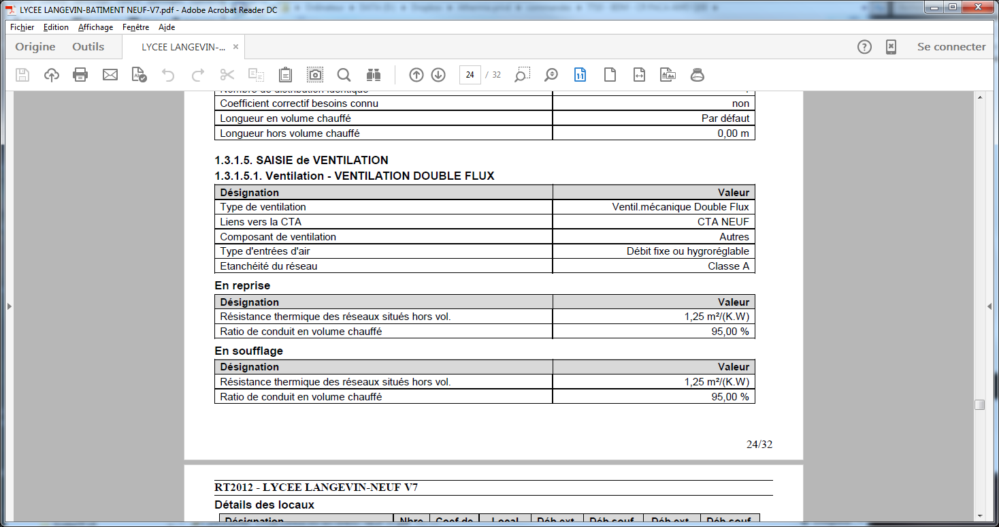 LYCEE LANGEVIN-BATIMENT NEUF-V7.pdf - Adobe Acrobat Reader DC
Fichier Edition Affichage Fenêtre Aide
Origine Outils LYCEE LANGEVIN-... × Se connecter
24 / 32
Nombre de distribution identique
Coefficient correctif besoins connu non
Longueur en volume chauffé Par défaut
Longueur hors volume chauffé 0,00 m
1.3.1.5. SAISIE de VENTILATION
1.3.1.5.1. Ventilation - VENTILATION DOUBLE FLUX
Désignation Valeur
Type de ventilation Ventil.mécanique Double Flux
Liens vers la CTA CTA NEUF
Composant de ventilation Autres
Type d'entrées d'air Débit fixe ou hygroréglable
Etanchéité du réseau Classe A
En reprise
Désignation Valeur
Résistance thermique des réseaux situés hors vol. 1,25 m²/(K.W)
Ratio de conduit en volume chauffé 95,00 %
En soufflage
Désignation Valeur
Résistance thermique des réseaux situés hors vol. 1,25 m²/(K.W)
Ratio de conduit en volume chauffé 95,00 %
24/32
RT2012 - LYCEE LANGEVIN-NEUF V7
Détails des locaux
Désignation Nbre Coef de Local Déb ext. Déb souf. Déb ext. Déb souf.